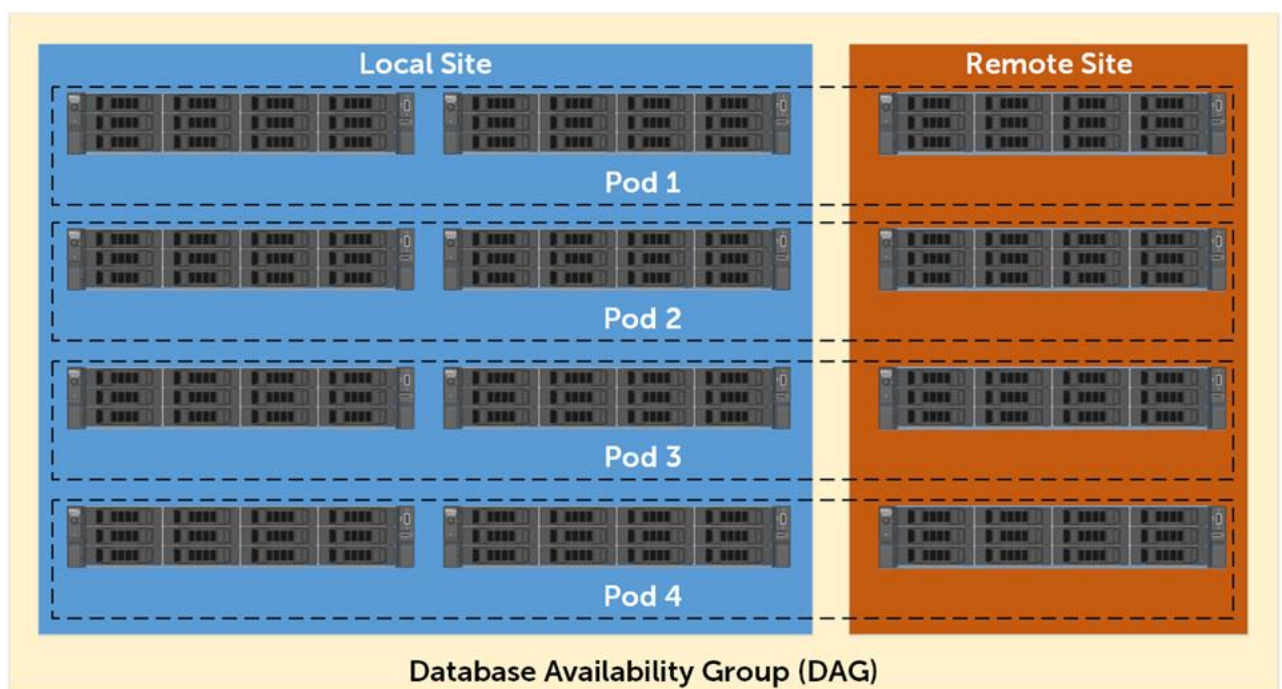 Local Site
Remote Site
Pod 1
Pod 2
Pod 3
Pod 4
Database Availability Group (DAG)